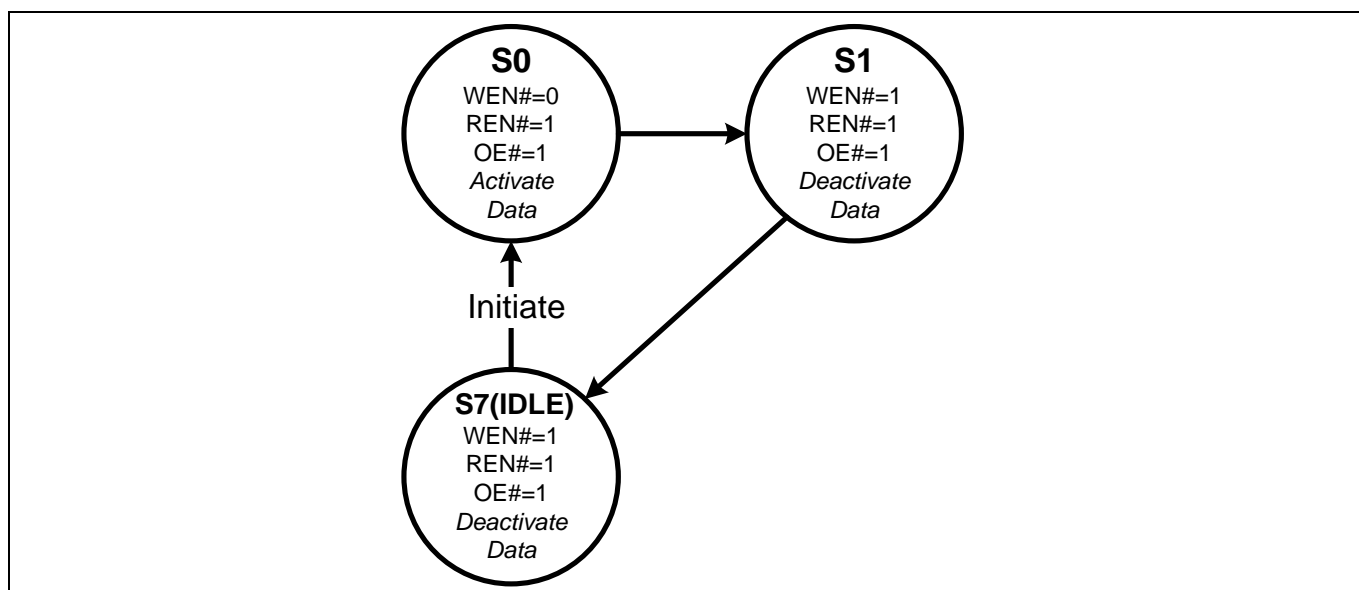 S0
WEN#=0
REN#=1
OE#=1
Activate
Data
S1
WEN#=1
REN#=1
OE#=1
Deactivate
Data
Initiate
S7(IDLE)
WEN#=1
REN#=1
OE#=1
Deactivate
Data